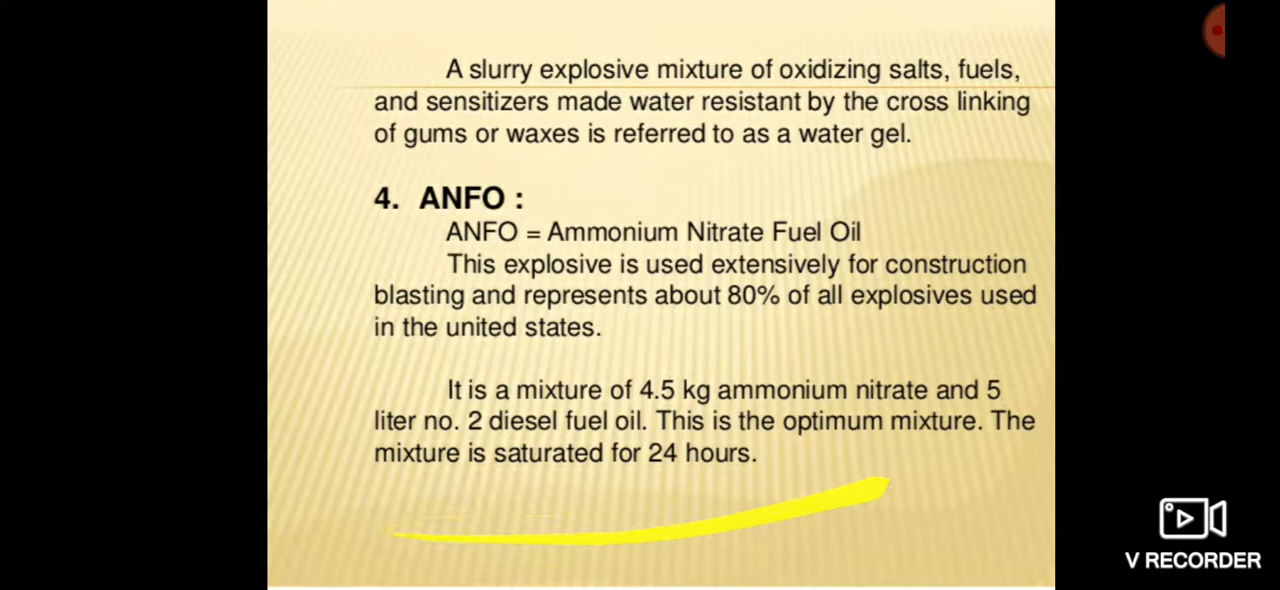 A slurry explosive mixture of oxidizing salts, fuels,
and sensitizers made water resistant by the cross linking
of gums or waxes is referred to as a water gel.
4. ANFO :
ANFO = Ammonium Nitrate Fuel Oil
This explosive is used extensively for construction
blasting and represents about 80% of all explosives used
in the united states.
It is a mixture of 4.5 kg ammonium nitrate and 5
liter no. 2 diesel fuel oil. This is the optimum mixture. The
mixture is saturated for 24 hours.
V RECORDER